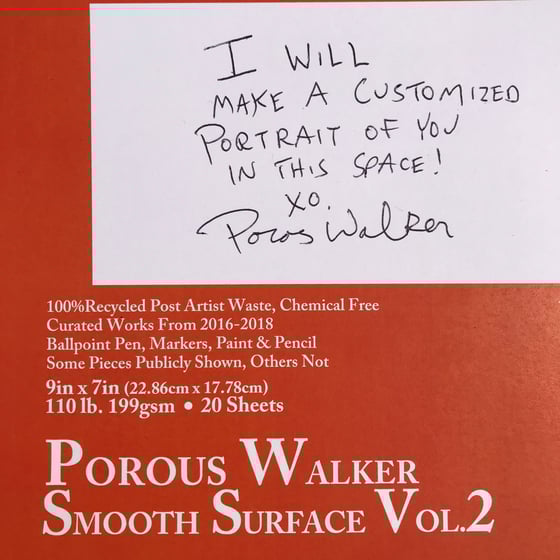 I WILL
MAKE A CUSTOMIZED
PORTRAIT OF YOU
IN THIS SPACE!
XO.
Porous Walker
100%Recycled Post Artist Waste, Chemical Free
Curated Works From 2016-2018
Ballpoint Pen, Markers, Paint & Pencil
Some Pieces Publicly Shown, Others Not
9in x 7in (22.86cm x 17.78cm)
110 lb. 199gsm • 20 Sheets
POROUS WALKER
SMOOTH SURFACE VOL.2